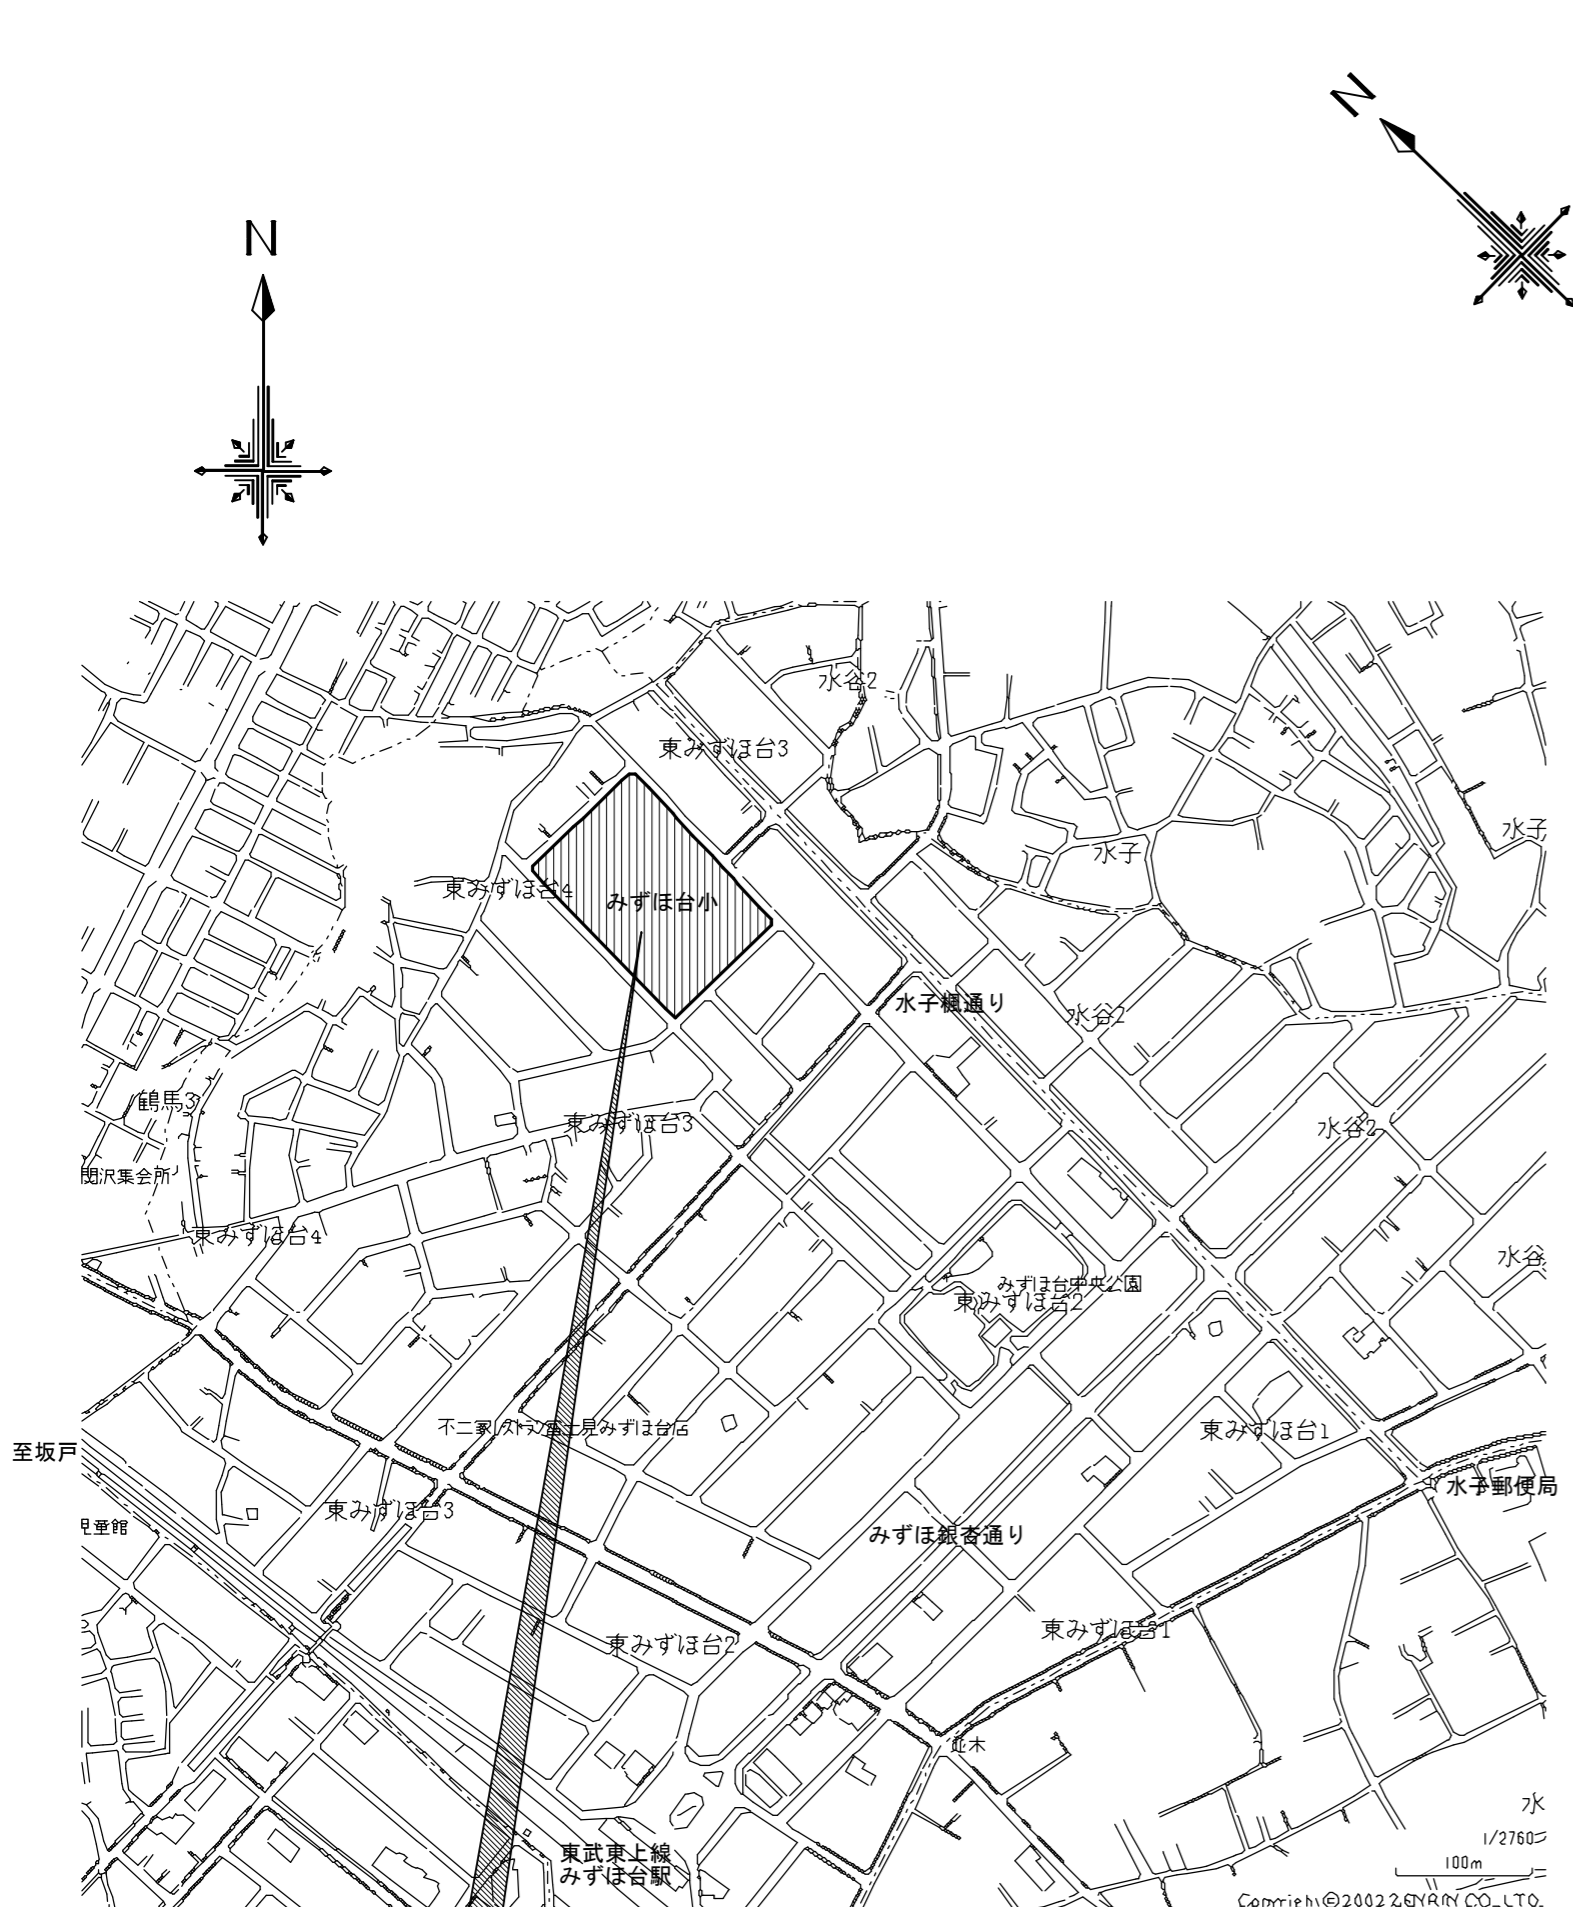 N
N
水谷2
東みずほ台3
水子
水子
東みずほ台4
みずほ台小
水子楓通り
水谷2
鶴馬3
東みずほ台3
水谷2
関沢集会所
東みずほ台4
水谷
みずほ台中央公園
東みずほ台2
不二家レストラン富士見みずほ台店
東みずほ台1
至坂戸
水子郵便局
東みずほ台3
児童館
みずほ銀杏通り
東みずほ台1
東みずほ台2
並木
水
1/2760
100m
東武東上線
みずほ台駅